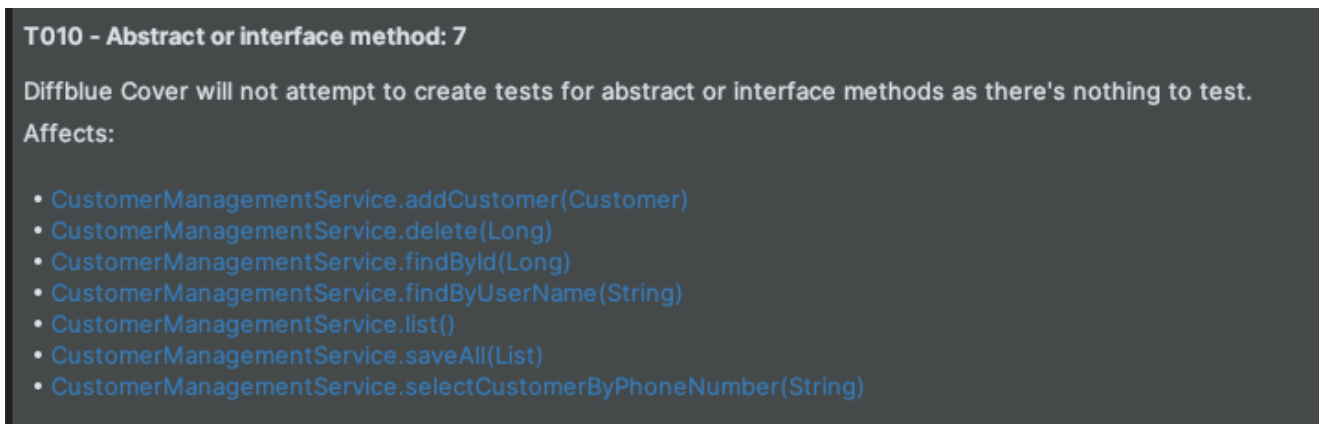 T010 - Abstract or interface method: 7
Diffblue Cover will not attempt to create tests for abstract or interface methods as there's nothing to test.
Affects:
• CustomerManagementService.addCustomer(Customer)
• CustomerManagementService.delete(Long)
• CustomerManagementService.findById(Long)
• CustomerManagementService.findByUserName(String)
• CustomerManagementService.list()
• CustomerManagementService.saveAll(List)
• CustomerManagementService.selectCustomerByPhoneNumber(String)